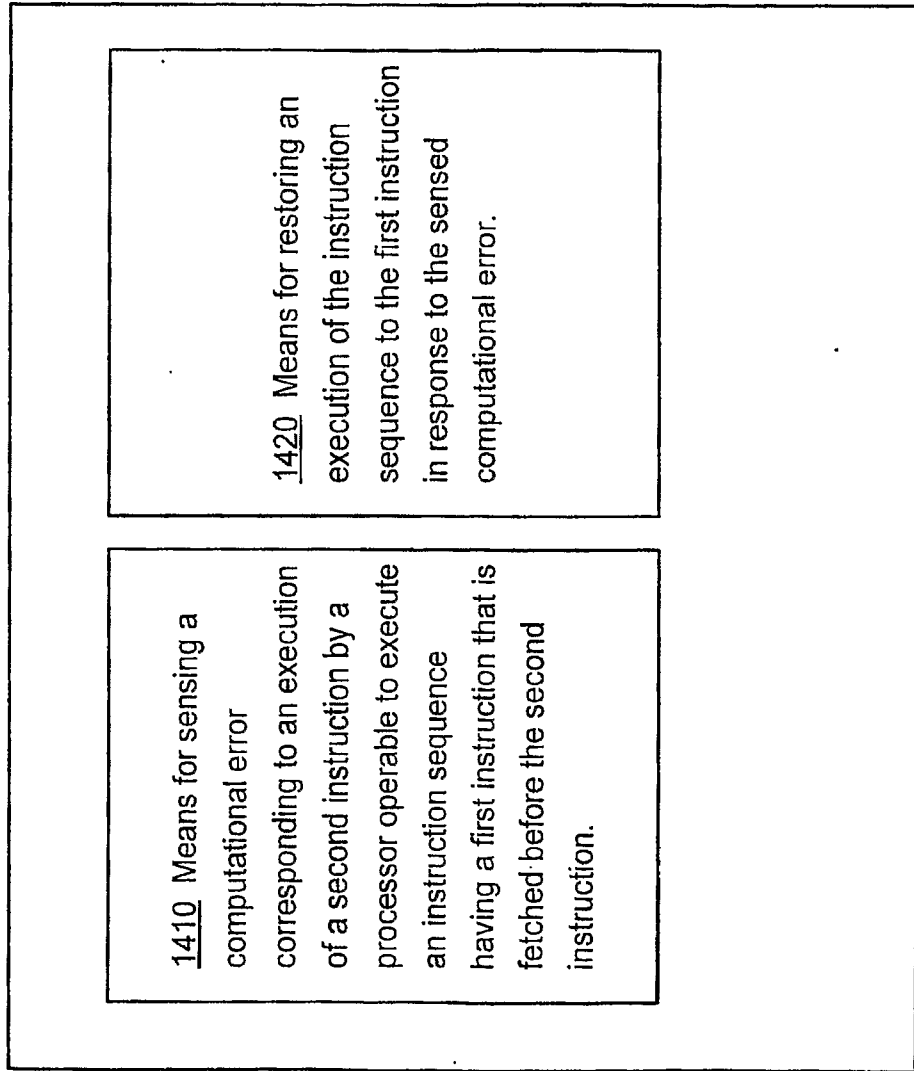 1410 Means for sensing a
computational error
corresponding to an execution
of a second instruction by a
processor operable to execute
an instruction sequence
having a first instruction that is
fetched before the second
instruction.
1420 Means for restoring an
execution of the instruction
sequence to the first instruction
in response to the sensed
computational error.